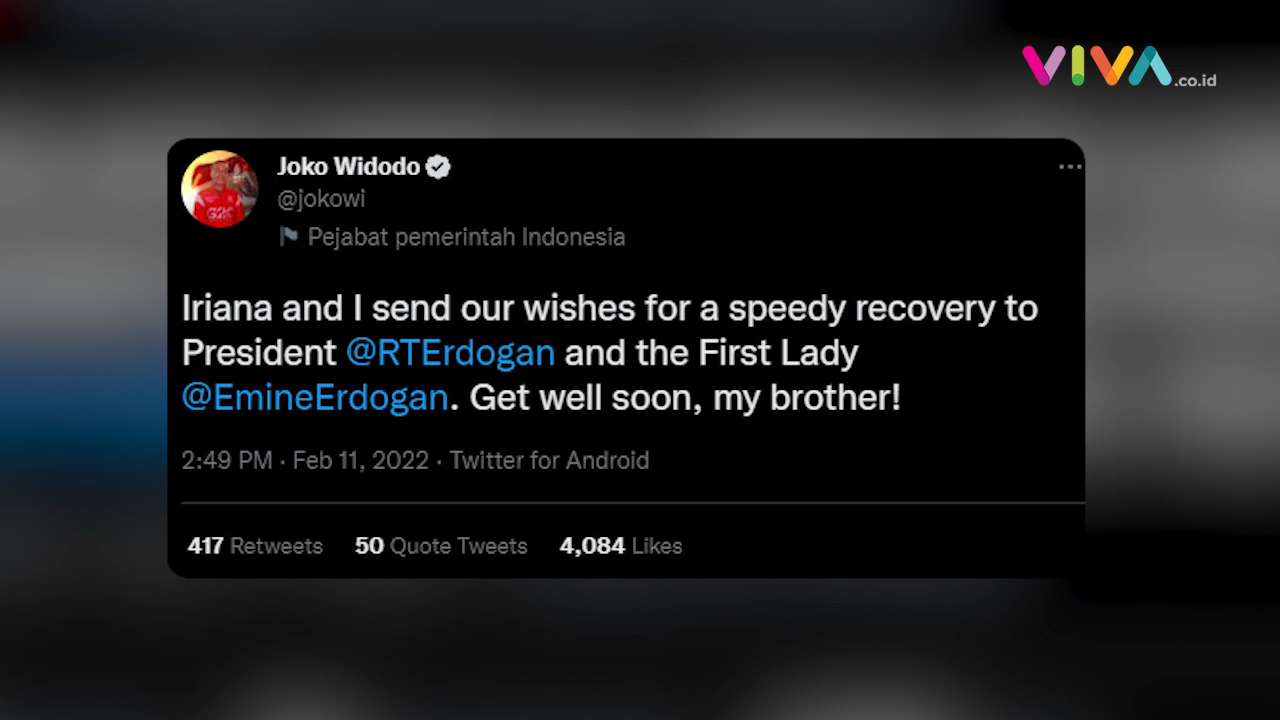 VIVA.co.id
Joko Widodo
@jokowi
Pejabat pemerintah Indonesia
Iriana and I send our wishes for a speedy recovery to
President @RTErdogan and the First Lady
@EmineErdogan. Get well soon, my brother!
2:49 PM · Feb 11, 2022 · Twitter for Android
417 Retweets 50 Quote Tweets 4,084 Likes